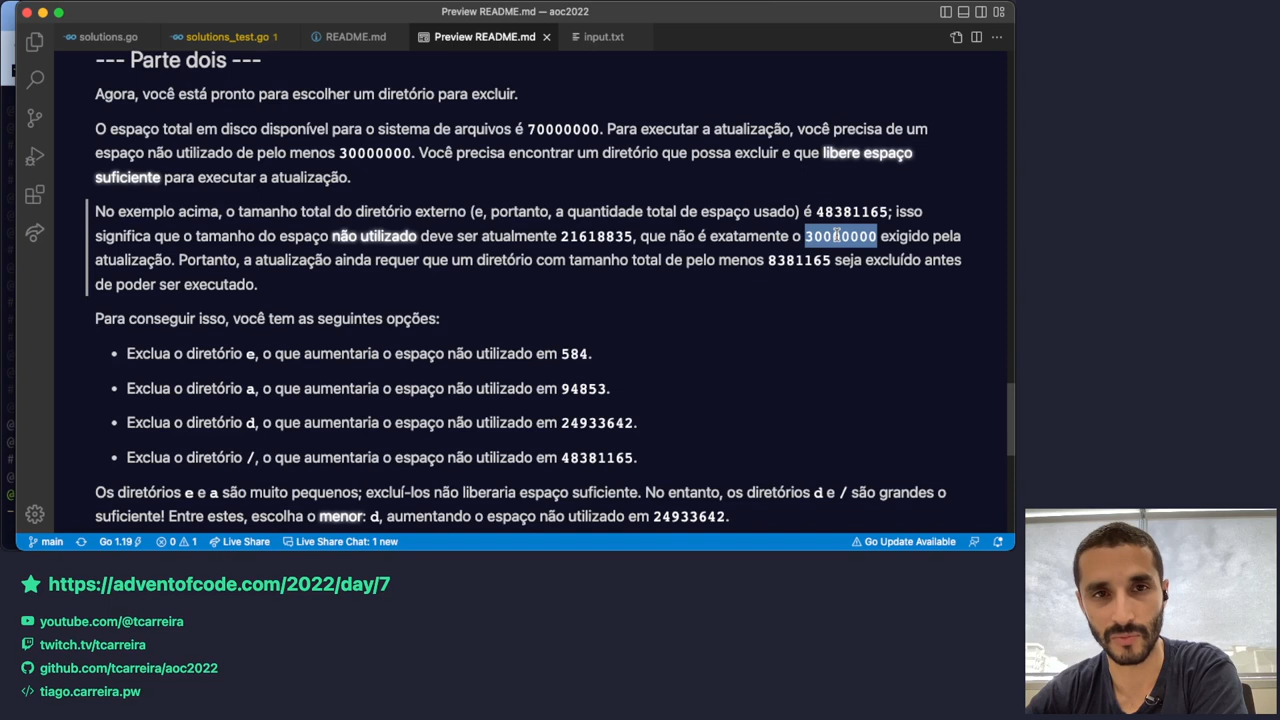 Preview README.md — aoc2022
solutions.go
solutions_test.go 1
README.md
Preview README.md
input.txt
--- Parte dois ---
Agora, você está pronto para escolher um diretório para excluir.
O espaço total em disco disponível para o sistema de arquivos é 70000000. Para executar a atualização, você precisa de um
espaço não utilizado de pelo menos 30000000. Você precisa encontrar um diretório que possa excluir e que libere espaço
suficiente para executar a atualização.
No exemplo acima, o tamanho total do diretório externo (e, portanto, a quantidade total de espaço usado) é 48381165; isso
significa que o tamanho do espaço não utilizado deve ser atualmente 21618835, que não é exatamente o 30000000 exigido pela
atualização. Portanto, a atualização ainda requer que um diretório com tamanho total de pelo menos 8381165 seja excluído antes
de poder ser executado.
Para conseguir isso, você tem as seguintes opções:
• Exclua o diretório e, o que aumentaria o espaço não utilizado em 584.
• Exclua o diretório a, o que aumentaria o espaço não utilizado em 94853.
• Exclua o diretório d, o que aumentaria o espaço não utilizado em 24933642.
• Exclua o diretório /, o que aumentaria o espaço não utilizado em 48381165.
Os diretórios e e a são muito pequenos; excluí-los não liberaria espaço suficiente. No entanto, os diretórios d e / são grandes o
suficiente! Entre estes, escolha o menor: d, aumentando o espaço não utilizado em 24933642.
main Go 1.19 0 1 Live Share Live Share Chat: 1 new Go Update Available
https://adventofcode.com/2022/day/7
youtube.com/@tcarreira
twitch.tv/tcarreira
github.com/tcarreira/aoc2022
tiago.carreira.pw